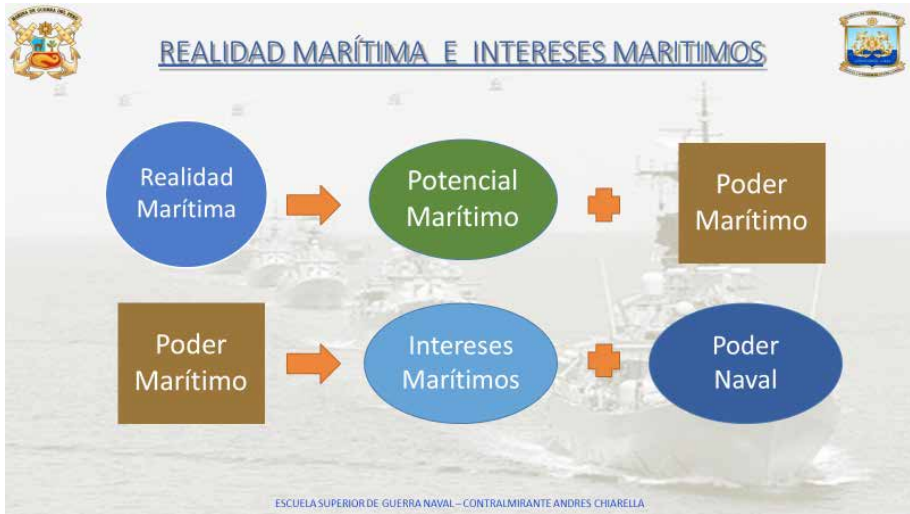 REALIDAD MARÍTIMA E INTERESES MARITIMOS
Realidad
Marítima
Potencial
Marítimo
Poder
Marítimo
Poder
Marítimo
Intereses
Marítimos
Poder
Naval
ESCUELA SUPERIOR DE GUERRA NAVAL – CONTRALMIRANTE ANDRES CHIARELLA